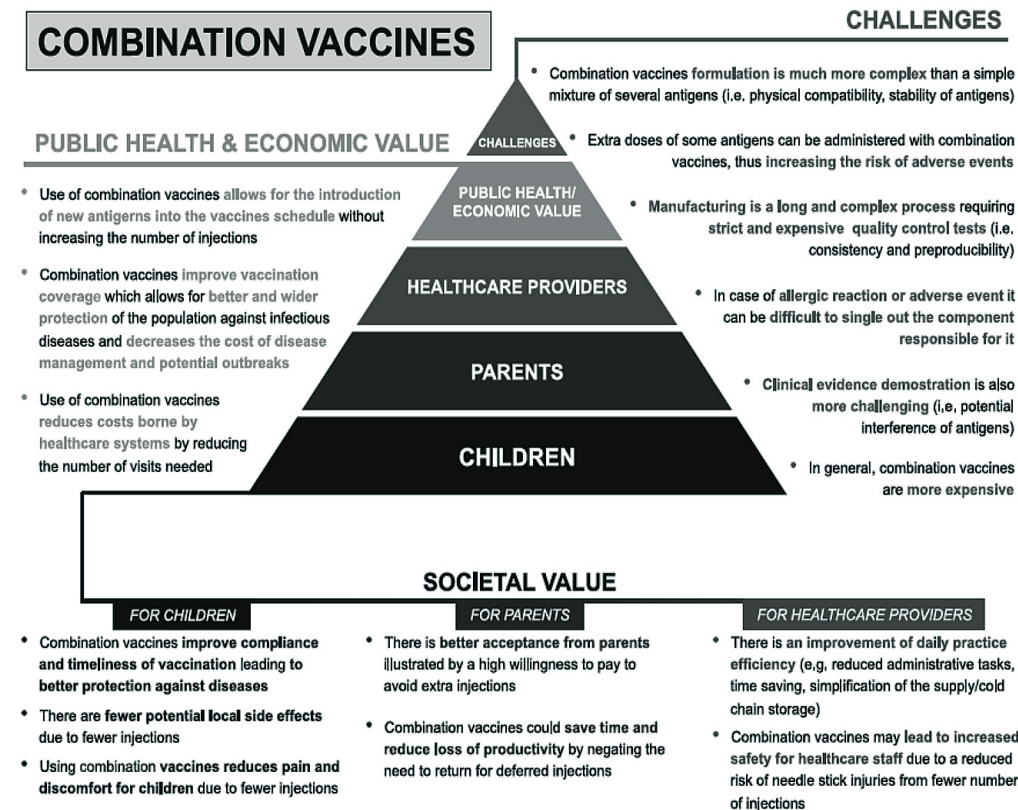 COMBINATION VACCINES
CHALLENGES
• Combination vaccines formulation is much more complex than a simple
mixture of several antigens (i.e. physical compatibility, stability of antigens)
• Extra doses of some antigens can be administered with combination
vaccines, thus increasing the risk of adverse events
• Manufacturing is a long and complex process requiring
strict and expensive quality control tests (i.e.
consistency and preproducibility)
• In case of allergic reaction or adverse event it
can be difficult to single out the component
responsible for it
• Clinical evidence demostration is also
more challenging (i,e, potential
interference of antigens)
• In general, combination vaccines
are more expensive
PUBLIC HEALTH & ECONOMIC VALUE
• Use of combination vaccines allows for the introduction
of new antigerns into the vaccines schedule without
increasing the number of injections
• Combination vaccines improve vaccination
coverage which allows for better and wider
protection of the population against infectious
diseases and decreases the cost of disease
management and potential outbreaks
• Use of combination vaccines
reduces costs borne by
healthcare systems by reducing
the number of visits needed
CHALLENGES
PUBLIC HEALTH/
ECONOMIC VALUE
HEALTHCARE PROVIDERS
PARENTS
CHILDREN
SOCIETAL VALUE
FOR CHILDREN
• Combination vaccines improve compliance
and timeliness of vaccination leading to
better protection against diseases
• There are fewer potential local side effects
due to fewer injections
• Using combination vaccines reduces pain and
discomfort for children due to fewer injections
FOR PARENTS
• There is better acceptance from parents
illustrated by a high willingness to pay to
avoid extra injections
• Combination vaccines could save time and
reduce loss of productivity by negating the
need to return for deferred injections
FOR HEALTHCARE PROVIDERS
• There is an improvement of daily practice
efficiency (e,g, reduced administrative tasks,
time saving, simplification of the supply/cold
chain storage)
• Combination vaccines may lead to increased
safety for healthcare staff due to a reduced
risk of needle stick injuries from fewer number
of injections